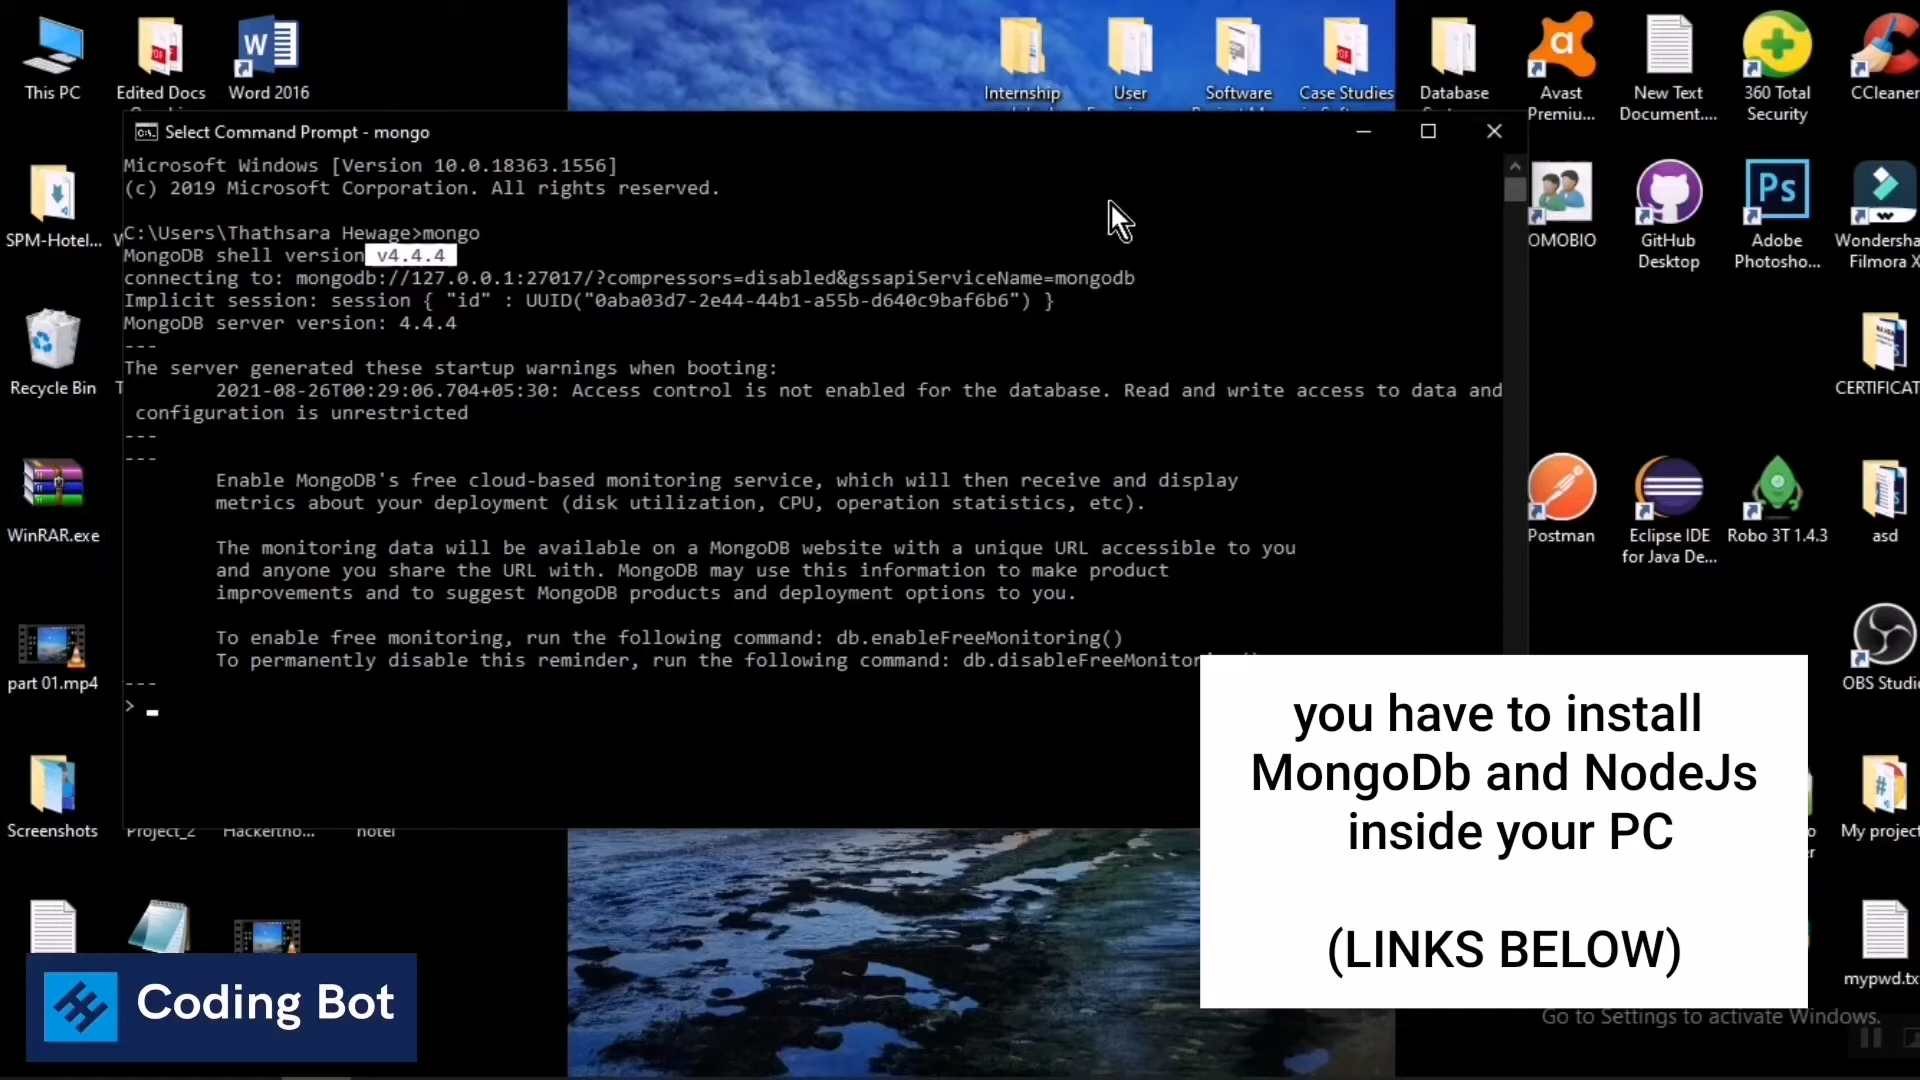 This PC
Edited Docs
Word 2016
Internship
User
Software
Case Studies
Database
Avast
Premiu...
New Text
Document....
360 Total
Security
CCleaner
Select Command Prompt - mongo
Microsoft Windows [Version 10.0.18363.1556]
(c) 2019 Microsoft Corporation. All rights reserved.
C:\Users\Thathsara Hewage>mongo
MongoDB shell version v4.4.4
connecting to: mongodb://127.0.0.1:27017/?compressors=disabled&gssapiServiceName=mongodb
Implicit session: session { "id" : UUID("0aba03d7-2e44-44b1-a55b-d640c9baf6b6") }
MongoDB server version: 4.4.4
---
The server generated these startup warnings when booting:
2021-08-26T00:29:06.704+05:30: Access control is not enabled for the database. Read and write access to data and
configuration is unrestricted
---
---
Enable MongoDB's free cloud-based monitoring service, which will then receive and display
metrics about your deployment (disk utilization, CPU, operation statistics, etc).
The monitoring data will be available on a MongoDB website with a unique URL accessible to you
and anyone you share the URL with. MongoDB may use this information to make product
improvements and to suggest MongoDB products and deployment options to you.
To enable free monitoring, run the following command: db.enableFreeMonitoring()
To permanently disable this reminder, run the following command: db.disableFreeMonitoring()
---
>
SPM-Hotel...
Recycle Bin
WinRAR.exe
part 01.mp4
Screenshots
Project_2
Hackertho...
hotel
OMOBIO
GitHub
Desktop
Adobe
Photosho...
Wondersha
Filmora X
CERTIFICAT
Postman
Eclipse IDE
for Java De...
Robo 3T 1.4.3
asd
OBS Studi
My project
mypwd.tx
you have to install
MongoDb and NodeJs
inside your PC
(LINKS BELOW)
Coding Bot
Go to Settings to activate Windows.